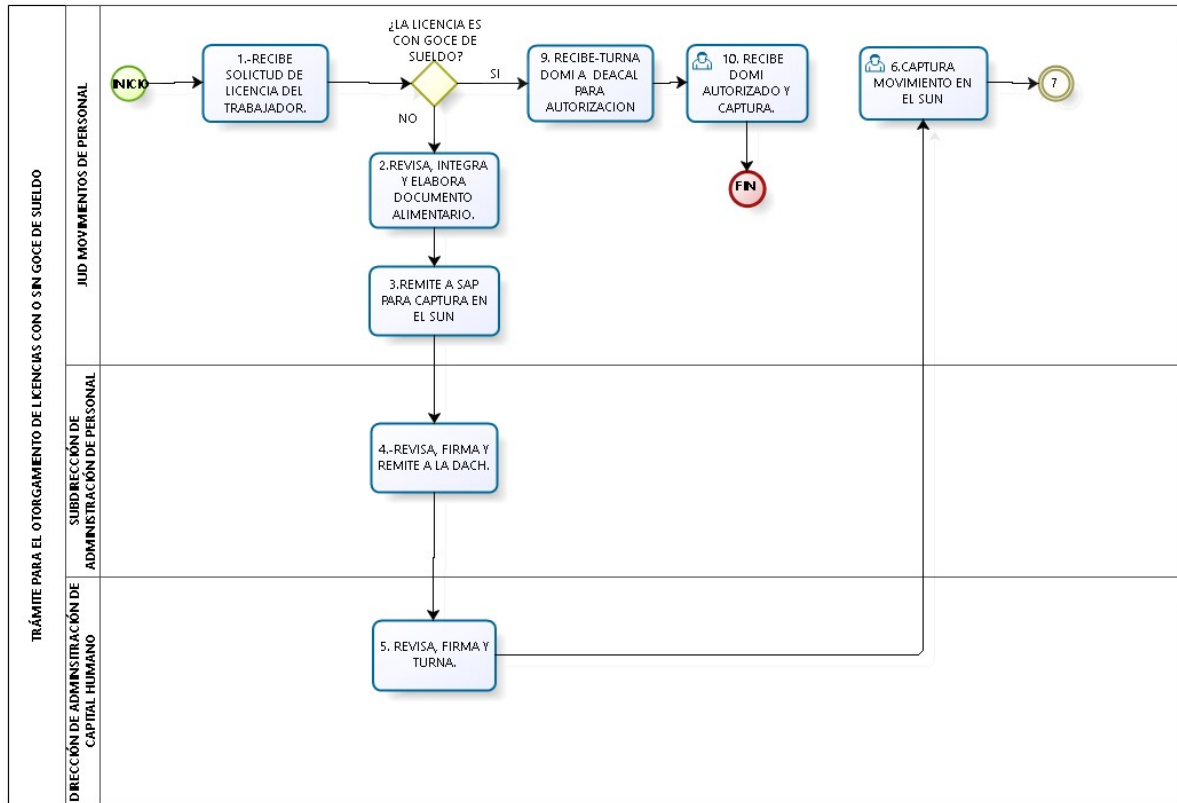 TRÁMITE PARA EL OTORGAMIENTO DE LICENCIAS CON O SIN GOCE DE SUELDO
JUD MOVIMIENTOS DE PERSONAL
INICIO
1.-RECIBE
SOLICTUD DE
LICENCIA DEL
TRABAJADOR.
¿LA LICENCIA ES
CON GOCE DE
SUELDO?
SI
NO
9. RECIBE-TURNA
DOMI A DEACAL
PARA
AUTORIZACION
10. RECIBE
DOMI
AUTORIZADO Y
CAPTURA.
FIN
6.CAPTURA
MOVIMIENTO EN
EL SUN
7
2.REVISA, INTEGRA
Y ELABORA
DOCUMENTO
ALIMENTARIO.
3.REMITE A SAP
PARA CAPTURA EN
EL SUN
SUBDIRECCIÓN DE
ADMINISTRACIÓN DE PERSONAL
4.-REVISA, FIRMA Y
REMITE A LA DACH.
DIRECCIÓN DE ADMINSITRACIÓN DE
CAPITAL HUMANO
5. REVISA, FIRMA Y
TURNA.